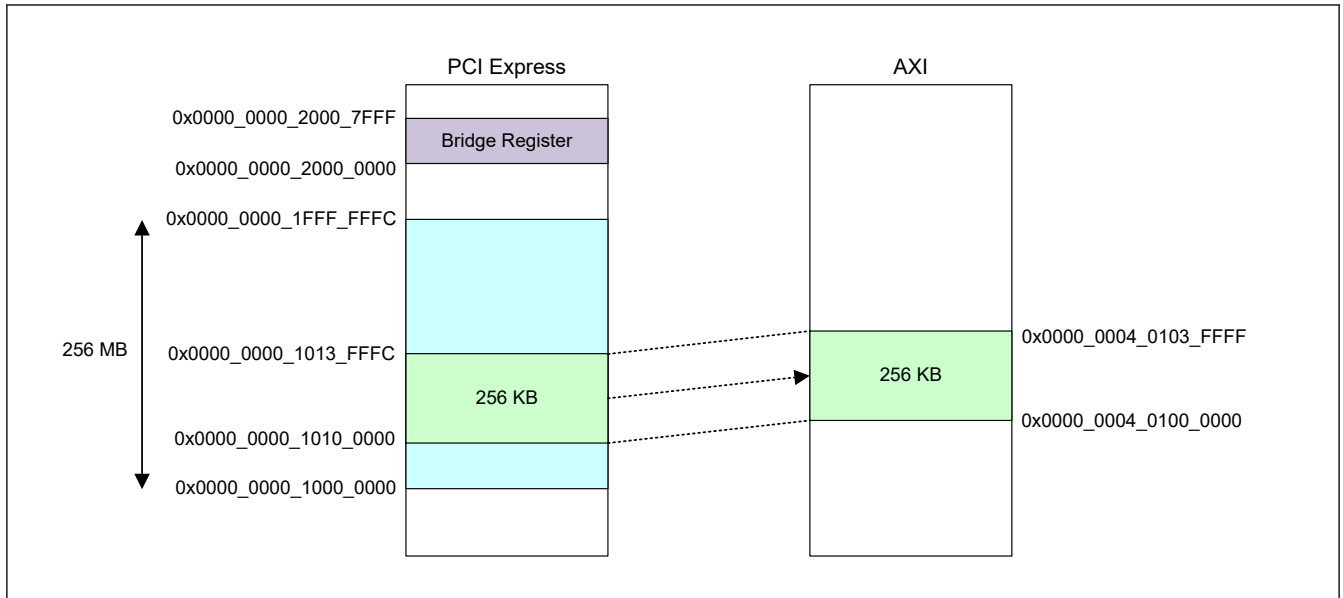 PCI Express
AXI
0x0000_0000_2000_7FFF
Bridge Register
0x0000_0000_2000_0000
0x0000_0000_1FFF_FFFC
0x0000_0004_0103_FFFF
256 MB
0x0000_0000_1013_FFFC
256 KB
256 KB
0x0000_0000_1010_0000
0x0000_0004_0100_0000
0x0000_0000_1000_0000